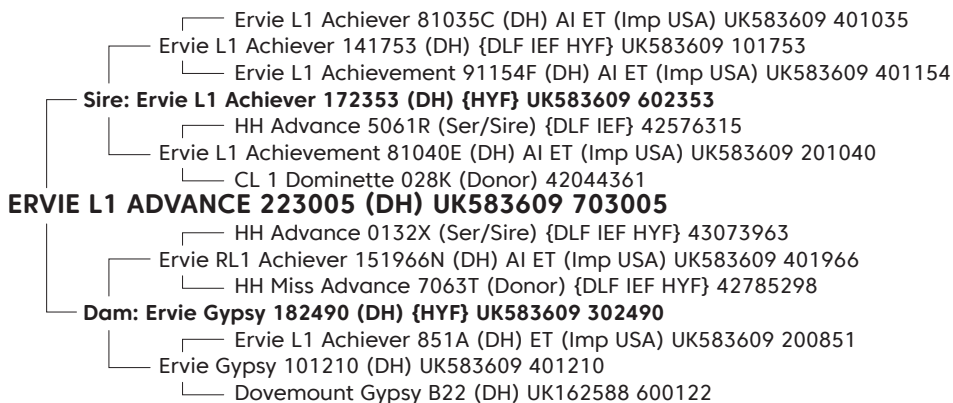 Ervie L1 Achiever 81035C (DH) AI ET (Imp USA) UK583609 401035
Ervie L1 Achiever 141753 (DH) {DLF IEF HYF} UK583609 101753
Ervie L1 Achievement 91154F (DH) AI ET (Imp USA) UK583609 401154
Sire: Ervie L1 Achiever 172353 (DH) {HYF} UK583609 602353
HH Advance 5061R (Ser/Sire) {DLF IEF} 42576315
Ervie L1 Achievement 81040E (DH) AI ET (Imp USA) UK583609 201040
CL 1 Dominette 028K (Donor) 42044361
ERVIE L1 ADVANCE 223005 (DH) UK583609 703005
HH Advance 0132X (Ser/Sire) {DLF IEF HYF} 43073963
Ervie RL1 Achiever 151966N (DH) AI ET (Imp USA) UK583609 401966
HH Miss Advance 7063T (Donor) {DLF IEF HYF} 42785298
Dam: Ervie Gypsy 182490 (DH) {HYF} UK583609 302490
Ervie L1 Achiever 851A (DH) ET (Imp USA) UK583609 200851
Ervie Gypsy 101210 (DH) UK583609 401210
Dovemount Gypsy B22 (DH) UK162588 600122